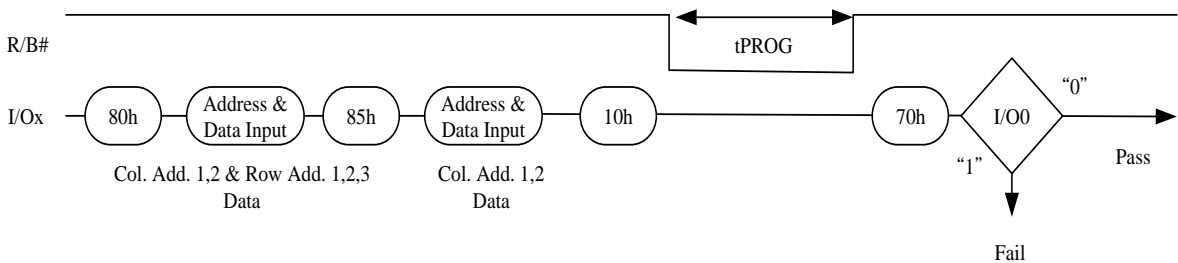 R/B#
tPROG
I/Ox
80h
Address &
Data Input
85h
Address &
Data Input
10h
70h
I/O0
“0”
“1”
Pass
Col. Add. 1,2 & Row Add. 1,2,3
Data
Col. Add. 1,2
Data
Fail